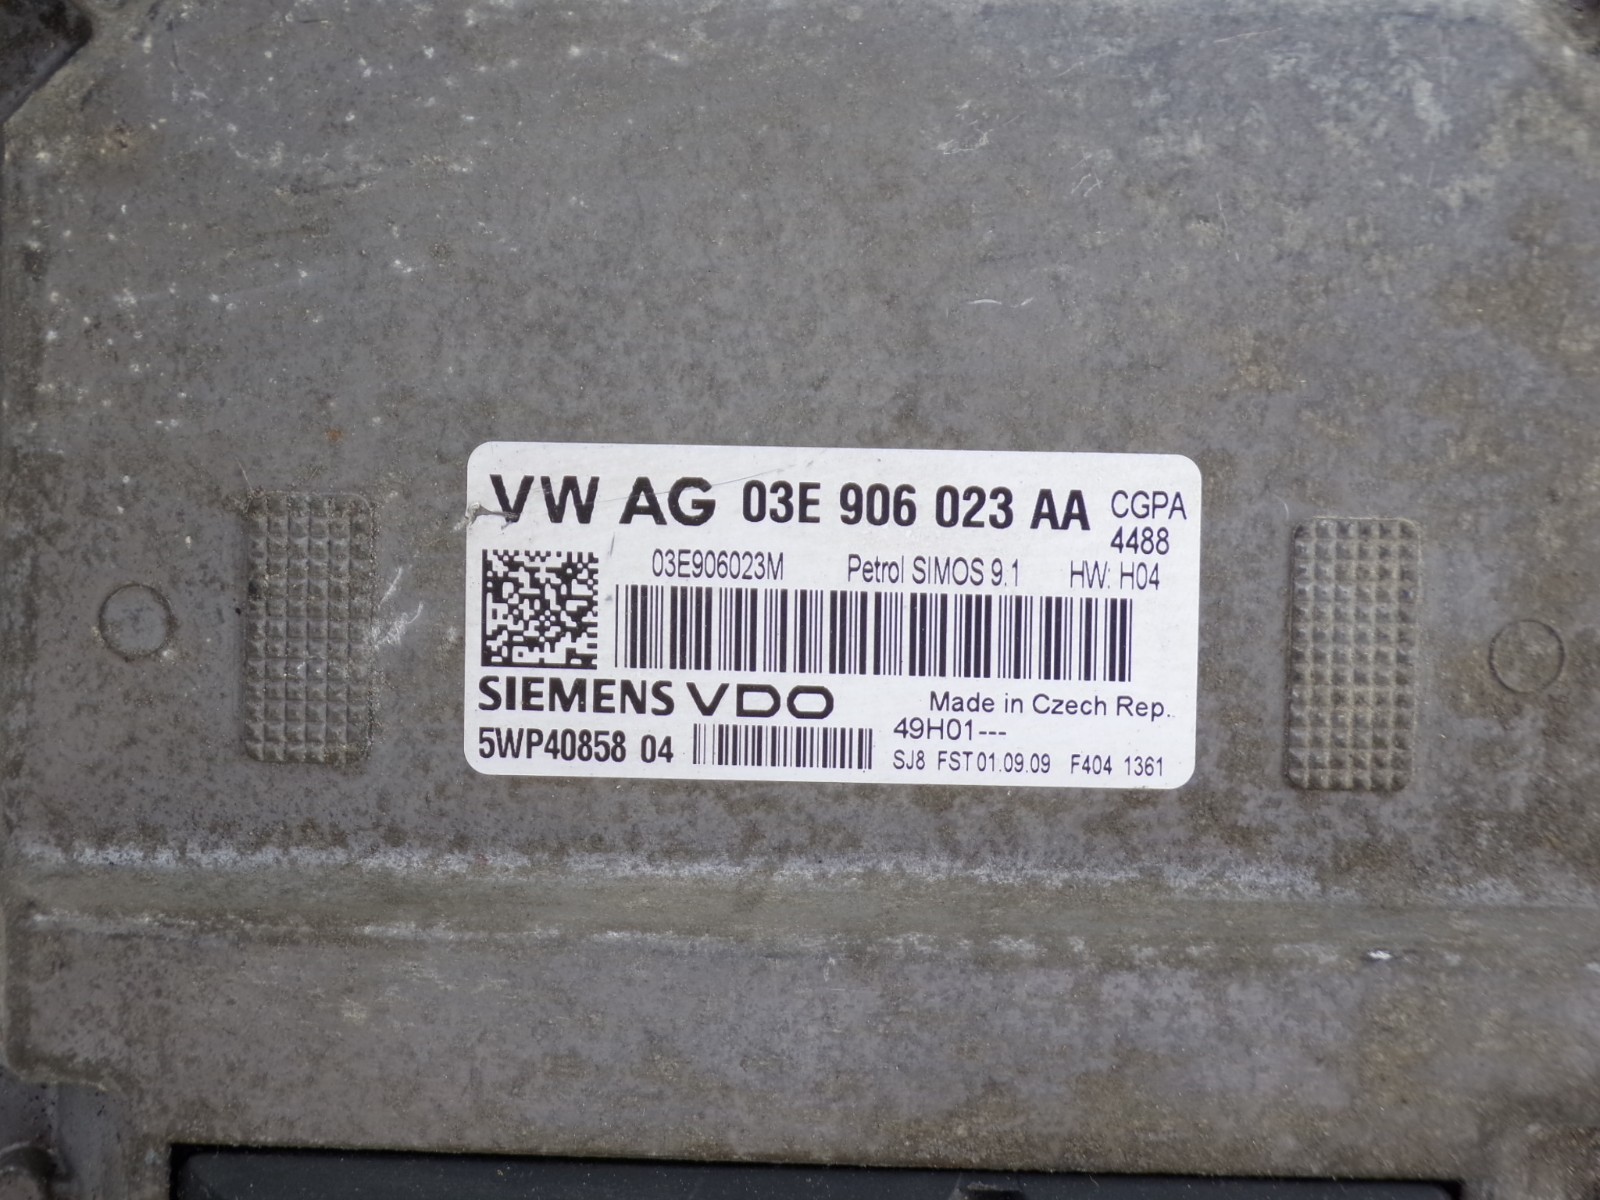 VW AG 03E 906 023 AA CGPA
4488
03E906023M Petrol SIMOS 9.1 HW: H04
SIEMENS VDO Made in Czech Rep.
5WP40858 04 49H01---
SJ8 FST 01.09.09 F404 1361